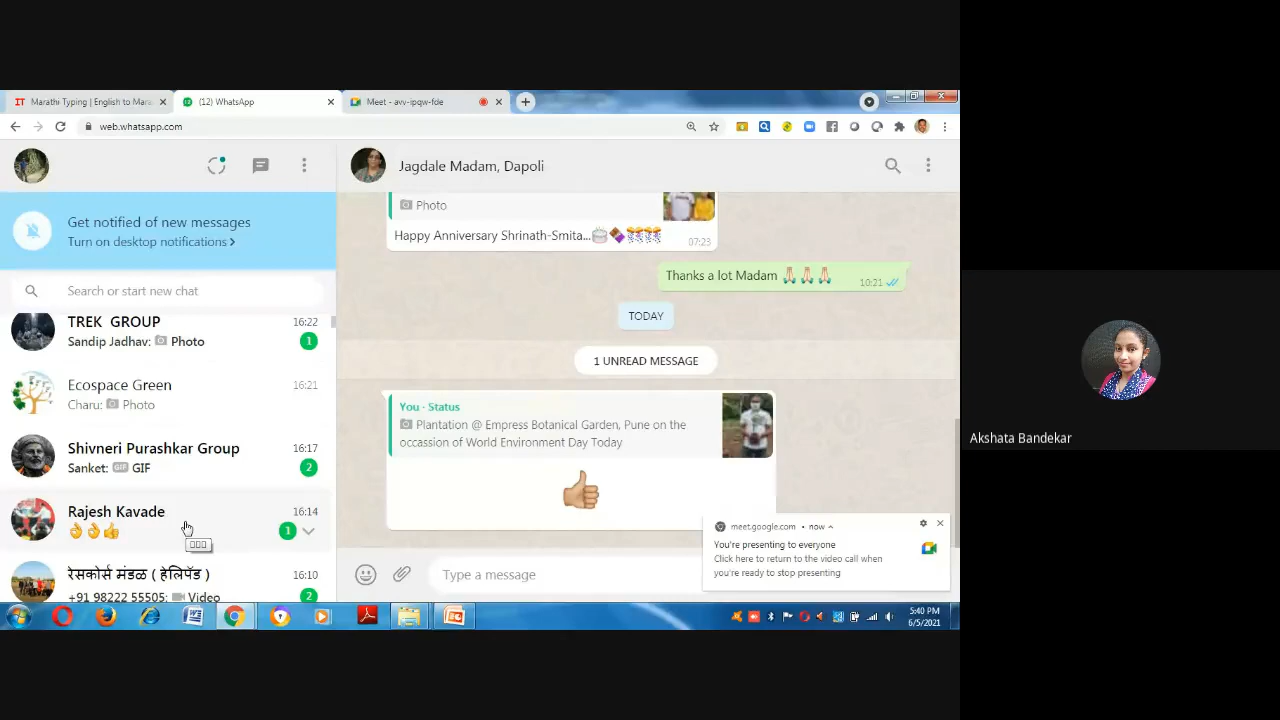 Marathi Typing | English to Mara
(12) WhatsApp
Meet - avv-ipqw-fde
web.whatsapp.com
Jagdale Madam, Dapoli
Get notified of new messages
Turn on desktop notifications >
Search or start new chat
TREK GROUP
16:22
Sandip Jadhav: Photo
1
Ecospace Green
16:21
Charu: Photo
Shivneri Purashkar Group
16:17
Sanket: GIF GIF
2
Rajesh Kavade
16:14
1
रेसकोर्स मंडळ ( हेलिपॅड )
16:10
+91 98222 55505: Video
2
Photo
Happy Anniversary Shrinath-Smita...
07:23
Thanks a lot Madam
10:21
TODAY
1 UNREAD MESSAGE
You · Status
Plantation @ Empress Botanical Garden, Pune on the
occassion of World Environment Day Today
Type a message
meet.google.com • now
You're presenting to everyone
Click here to return to the video call when
you're ready to stop presenting
5:40 PM
6/5/2021
Akshata Bandekar